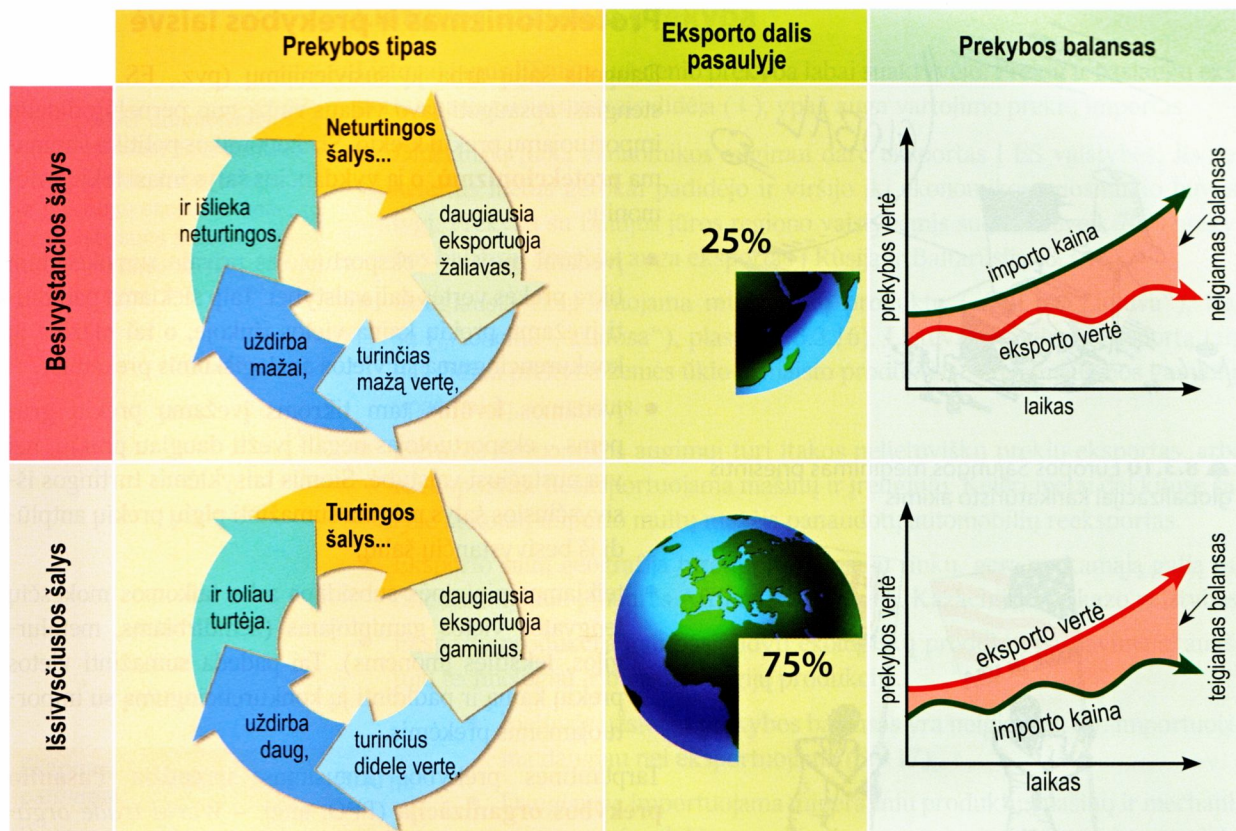 Prekybos tipas
Eksporto dalis
pasaulyje
Prekybos balansas
Besivystančios šalys
Neturtingos
šalys...
daugiausia
eksportuoja
žaliavas,
turinčias
mažą vertę,
uždirba
mažai,
ir išlieka
neturtingos.
25%
prekybos vertė
importo kaina
eksporto vertė
neigiamas balansas
laikas
Išsivysčiusios šalys
Turtingos
šalys...
daugiausia
eksportuoja
gaminius,
turinčius
didelę vertę,
uždirba
daug,
ir toliau
turtėja.
75%
prekybos vertė
eksporto vertė
importo kaina
teigiamas balansas
laikas